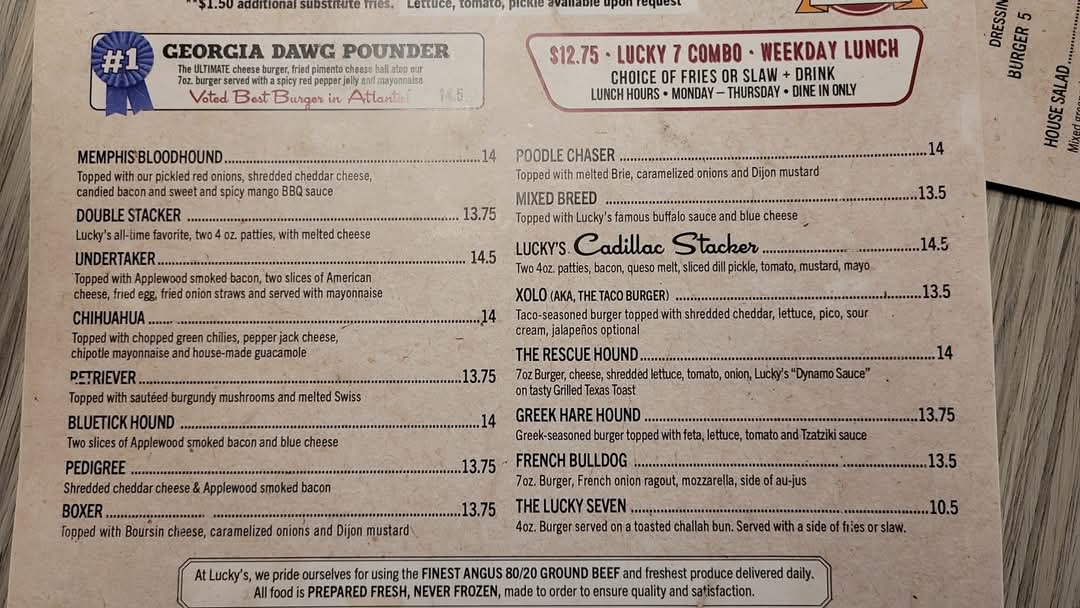 **$1.50 additional substitute fries. Lettuce, tomato, pickle available upon request
#1
GEORGIA DAWG POUNDER
The ULTIMATE cheese burger, fried pimento cheese ball atop our
7oz. burger served with a spicy red pepper jelly and mayonnaise
Voted Best Burger in Atlanta! 14.5
$12.75 • LUCKY 7 COMBO • WEEKDAY LUNCH
CHOICE OF FRIES OR SLAW + DRINK
LUNCH HOURS • MONDAY – THURSDAY • DINE IN ONLY
MEMPHIS BLOODHOUND 14
Topped with our pickled red onions, shredded cheddar cheese,
candied bacon and sweet and spicy mango BBQ sauce
DOUBLE STACKER 13.75
Lucky's all-time favorite, two 4 oz. patties, with melted cheese
UNDERTAKER 14.5
Topped with Applewood smoked bacon, two slices of American
cheese, fried egg, fried onion straws and served with mayonnaise
CHIHUAHUA 14
Topped with chopped green chilies, pepper jack cheese,
chipotle mayonnaise and house-made guacamole
RETRIEVER 13.75
Topped with sautéed burgundy mushrooms and melted Swiss
BLUETICK HOUND 14
Two slices of Applewood smoked bacon and blue cheese
PEDIGREE 13.75
Shredded cheddar cheese & Applewood smoked bacon
BOXER 13.75
Topped with Boursin cheese, caramelized onions and Dijon mustard
POODLE CHASER 14
Topped with melted Brie, caramelized onions and Dijon mustard
MIXED BREED 13.5
Topped with Lucky's famous buffalo sauce and blue cheese
LUCKY'S Cadillac Stacker 14.5
Two 4oz. patties, bacon, queso melt, sliced dill pickle, tomato, mustard, mayo
XOLO (AKA, THE TACO BURGER) 13.5
Taco-seasoned burger topped with shredded cheddar, lettuce, pico, sour
cream, jalapeños optional
THE RESCUE HOUND 14
7oz Burger, cheese, shredded lettuce, tomato, onion, Lucky's "Dynamo Sauce"
on tasty Grilled Texas Toast
GREEK HARE HOUND 13.75
Greek-seasoned burger topped with feta, lettuce, tomato and Tzatziki sauce
FRENCH BULLDOG 13.5
7oz. Burger, French onion ragout, mozzarella, side of au-jus
THE LUCKY SEVEN 10.5
4oz. Burger served on a toasted challah bun. Served with a side of fries or slaw.
At Lucky's, we pride ourselves for using the FINEST ANGUS 80/20 GROUND BEEF and freshest produce delivered daily.
All food is PREPARED FRESH, NEVER FROZEN, made to order to ensure quality and satisfaction.
BURGER 5
HOUSE SALAD
Mixed